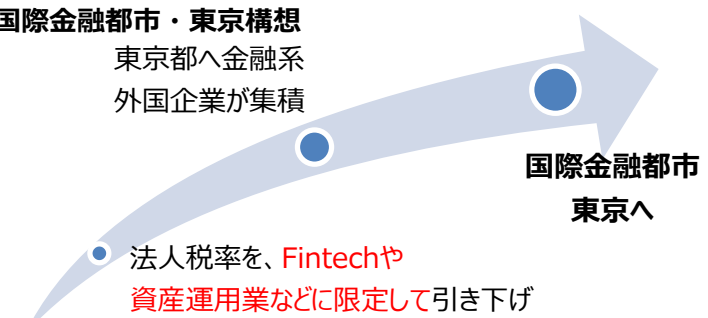 国際金融都市・東京構想
東京都へ金融系
外国企業が集積
国際金融都市
東京へ
法人税率を、Fintechや
資産運用業などに限定して引き下げ